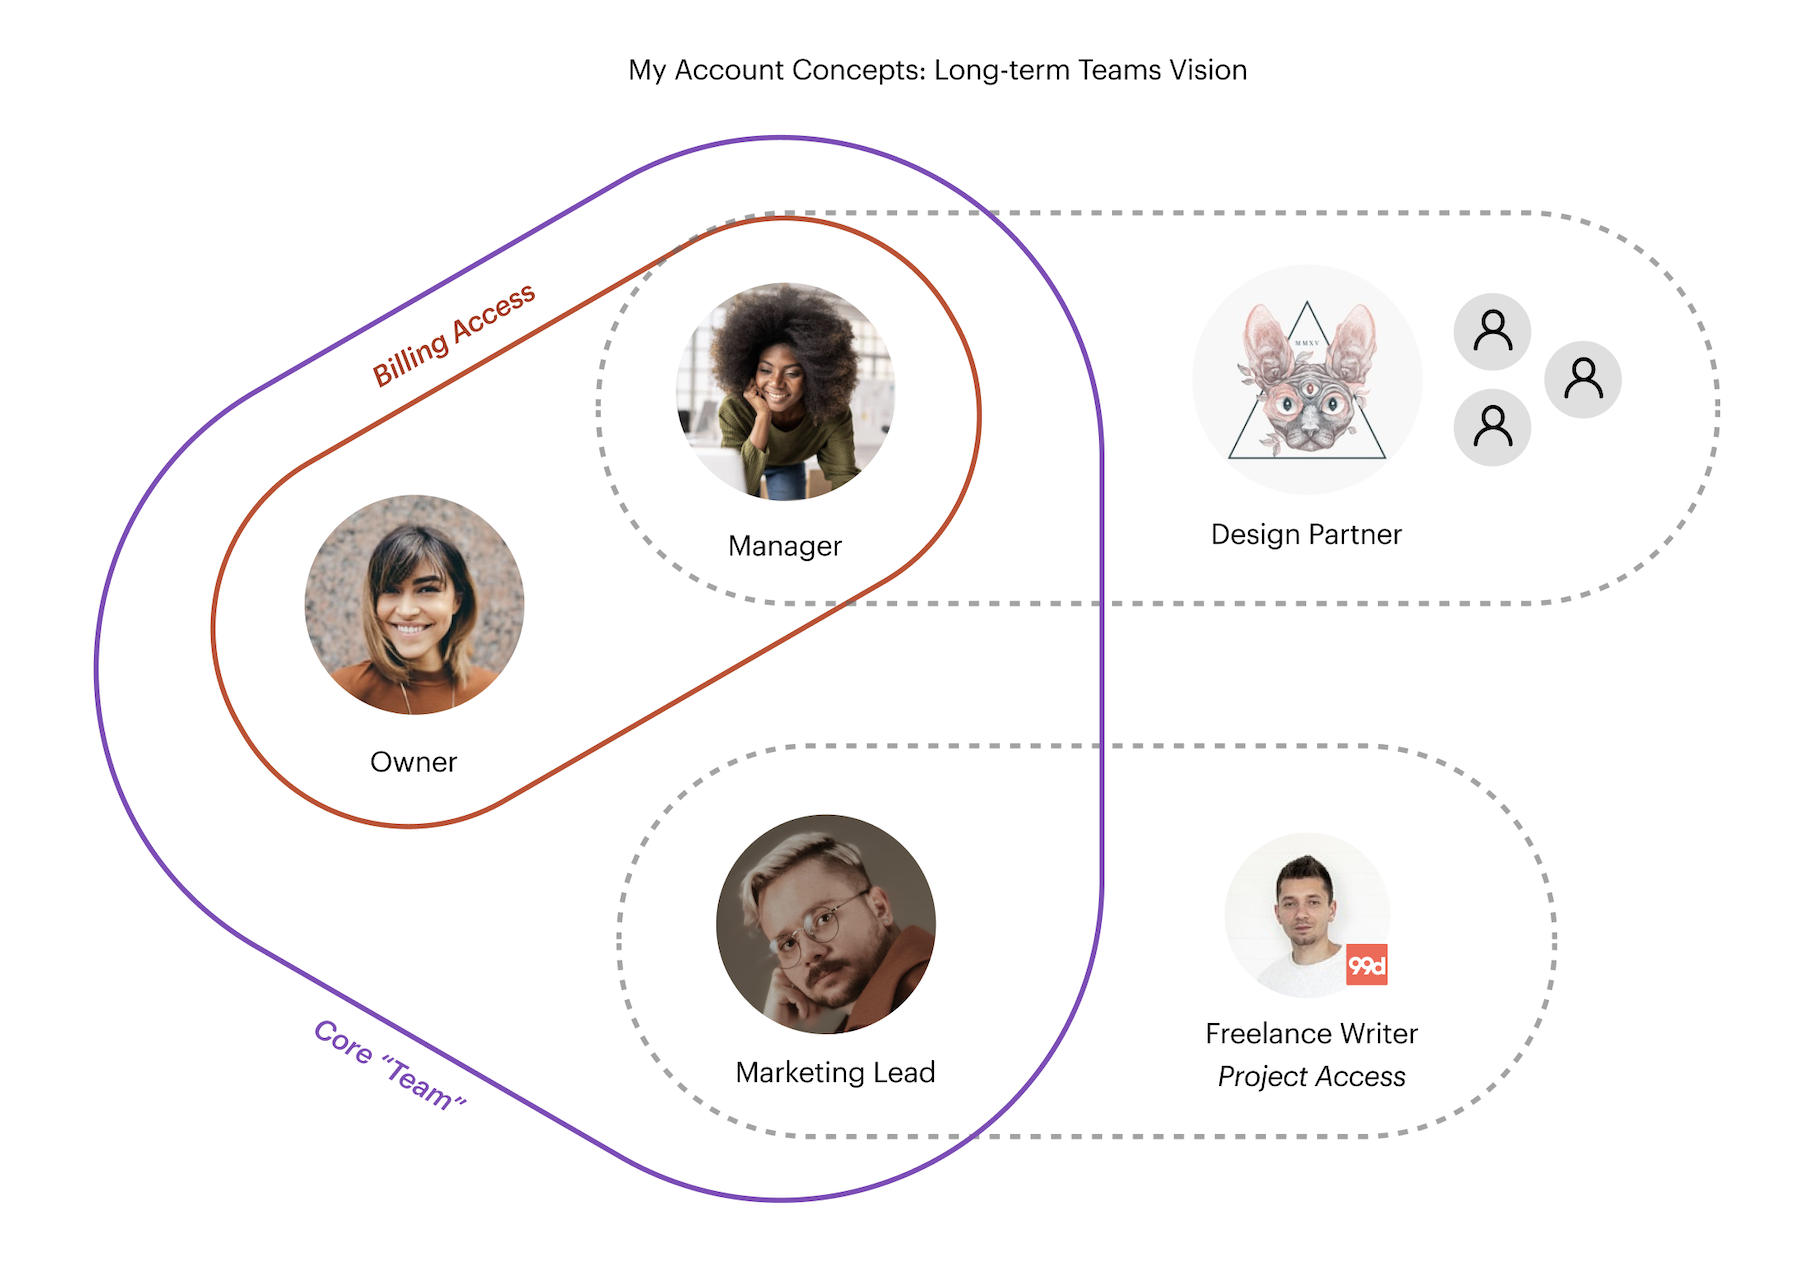 My Account Concepts: Long-term Teams Vision
Billing Access
MMXV
Manager
Design Partner
Owner
99d
Marketing Lead
Freelance Writer
Project Access
Core “Team”